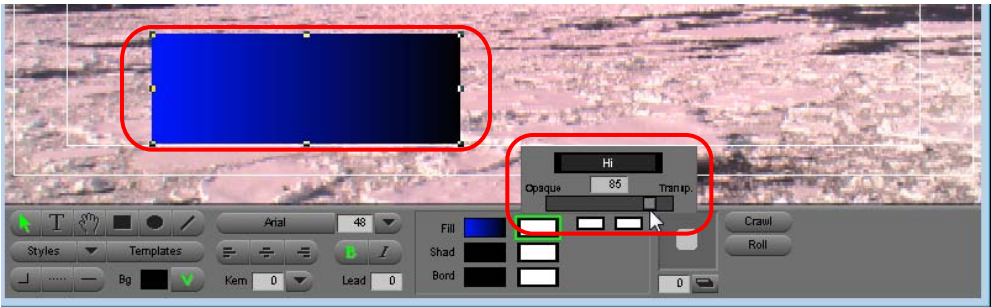 Hi
Opaque 85 Transp.
T Arial 48 Fill Crawl
Styles Templates B I Shad Roll
Bg Kern 0 Lead 0 Bord 0